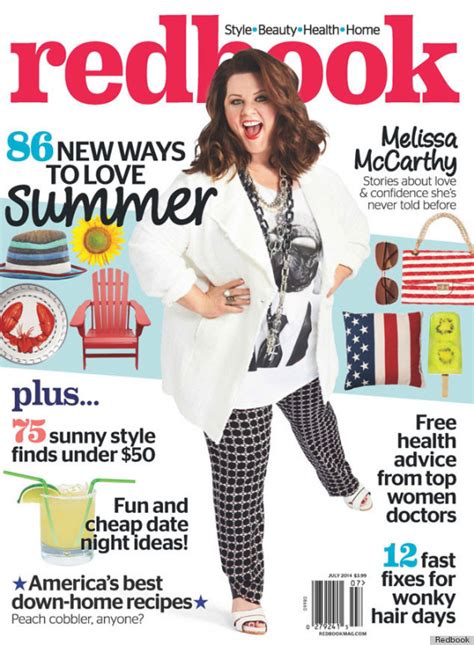 Style•Beauty•Health•Home
redbook
86 NEW WAYS
TO LOVE
summer
Melissa
McCarthy
Stories about love
& confidence she's
never told before
plus...
75 sunny style
finds under $50
Fun and
cheap date
night ideas!
★America's best
down-home recipes★
Peach cobbler, anyone?
Free
health
advice
from top
women
doctors
12 fast
fixes for
wonky
hair days
JULY 2014 $3.99
07
REDBOOKMAG.COM
Redbook